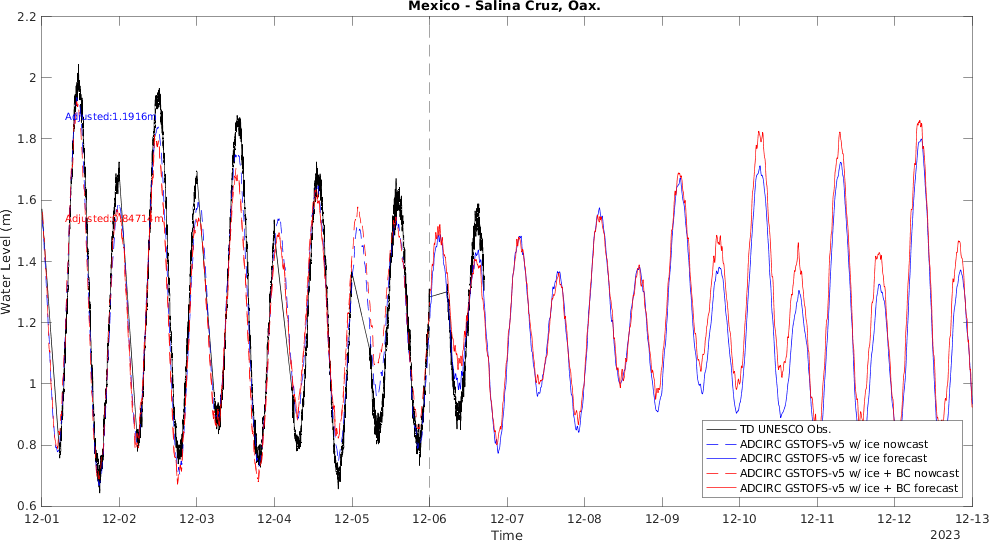 Mexico - Salina Cruz, Oax.
2.2
2
1.8
1.6
1.4
1.2
1
0.8
0.6
Water Level (m)
Adjusted:1.1916m
TD UNESCO Obs.
ADCIRC GSTOFS-v5 w/ ice nowcast
ADCIRC GSTOFS-v5 w/ ice forecast
ADCIRC GSTOFS-v5 w/ ice + BC nowcast
ADCIRC GSTOFS-v5 w/ ice + BC forecast
12-01 12-02 12-03 12-04 12-05 12-06 12-07 12-08 12-09 12-10 12-11 12-12 12-13
Time
2023